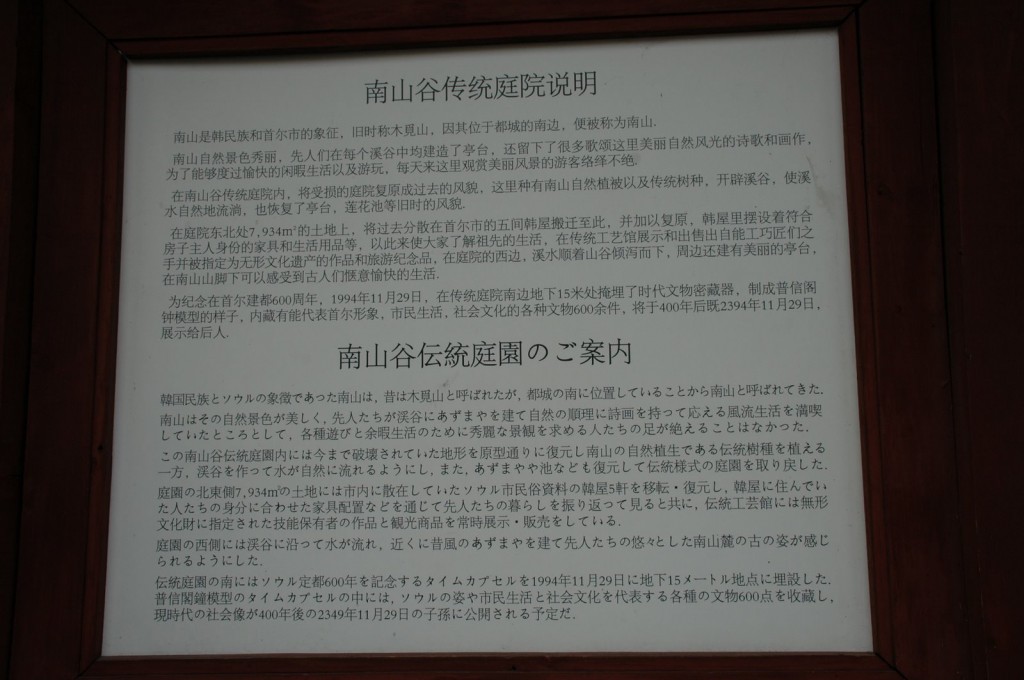 南山谷传统庭院说明
南山是韩民族和首尔市的象征，旧时称木覓山，因其位于都城的南边，便被称为南山.
南山自然景色秀丽，先人们在每个溪谷中均建造了亭台，还留下了很多歌颂这里美丽自然风光的诗歌和画作，
为了能够度过愉快的闲暇生活以及游玩，每天来这里观赏美丽风景的游客络绎不绝.
在南山谷传统庭院内，将受损的庭院复原成过去的风貌，这里种有南山自然植被以及传统树种，开辟溪谷，使溪
水自然地流淌，也恢复了亭台，莲花池等旧时的风貌.
在庭院东北处7,934㎡的土地上，将过去分散在首尔市的五间韩屋搬迁至此，并加以复原，韩屋里摆设着符合
房子主人身份的家具和生活用品等，以此来使大家了解祖先的生活，在传统工艺馆展示和出售出自能工巧匠们之
手并被指定为无形文化遗产的作品和旅游纪念品，在庭院的西边，溪水顺着山谷倾泻而下，周边还建有美丽的亭台，
在南山山脚下可以感受到古人们惬意愉快的生活.
为纪念在首尔建都600周年，1994年11月29日，在传统庭院南边地下15米处掩埋了时代文物密藏器，制成普信阁
钟模型的样子，内藏有能代表首尔形象，市民生活，社会文化的各种文物600余件，将于400年后既2394年11月29日，
展示给后人.
南山谷伝統庭園のご案内
韓国民族とソウルの象徴であった南山は，昔は木覓山と呼ばれたが，都城の南に位置していることから南山と呼ばれてきた.
南山はその自然景色が美しく，先人たちが渓谷にあずまやを建て自然の順理に詩画を持って応える風流生活を満喫
していたところとして，各種遊びと余暇生活のために秀麗な景観を求める人たちの足が絶えることはなかった.
この南山谷伝統庭園内には今まで破壊されていた地形を原型通りに復元し南山の自然植生である伝統樹種を植える
一方，渓谷を作って水が自然に流れるようにし，また，あずまやや池なども復元して伝統様式の庭園を取り戻した.
庭園の北東側7,934㎡の土地には市内に散在していたソウル市民俗資料の韓屋5軒を移転・復元し，韓屋に住んでい
た人たちの身分に合わせた家具配置などを通じて先人たちの暮らしを振り返って見ると共に，伝統工芸館には無形
文化財に指定された技能保有者の作品と観光商品を常時展示・販売をしている.
庭園の西側には渓谷に沿って水が流れ，近くに昔風のあずまやを建て先人たちの悠々とした南山麓の古の姿が感じ
られるようにした.
伝統庭園の南にはソウル定都600年を記念するタイムカプセルを1994年11月29日に地下15メートル地点に埋設した.
普信閣鐘模型のタイムカプセルの中には，ソウルの姿や市民生活と社会文化を代表する各種の文物600点を収蔵し，
現時代の社会像が400年後の2349年11月29日の子孫に公開される予定だ.